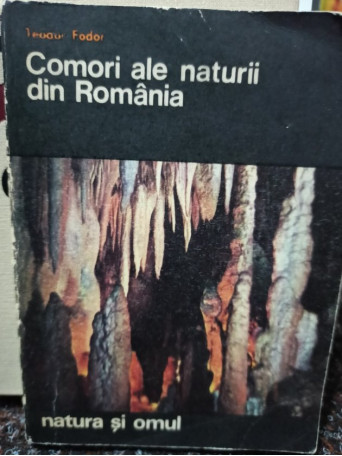 Teodor Fodor
Comori ale naturii
din România
natura și omul